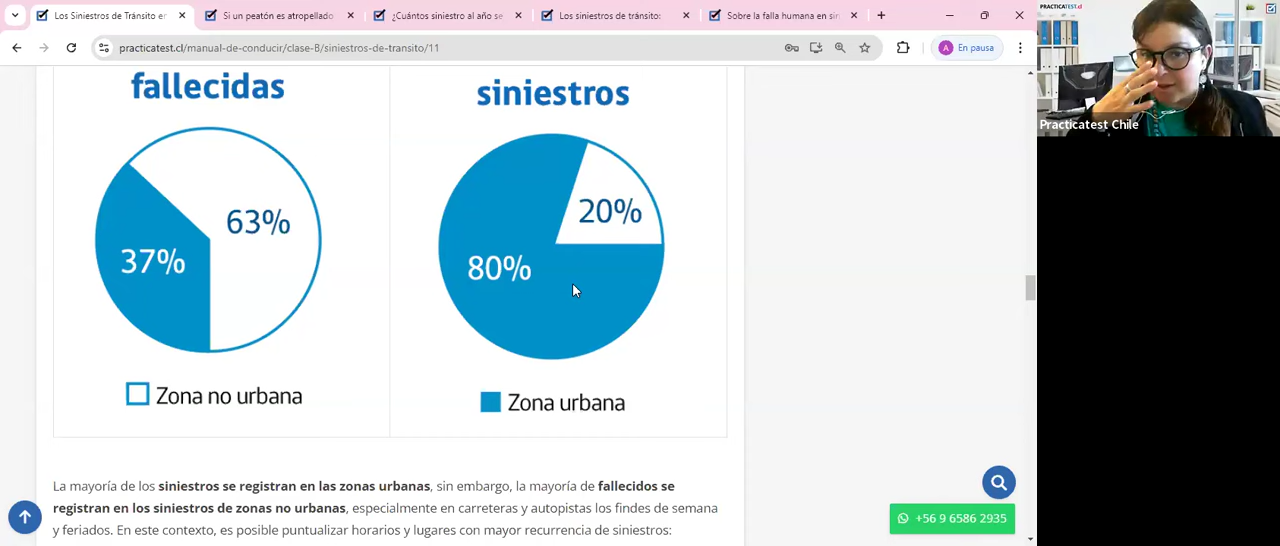 Los Siniestros de Tránsito en
Si un peatón es atropellado
¿Cuántos siniestro al año se
Los siniestros de tránsito:
Sobre la falla humana en sin
practicatest.cl/manual-de-conducir/clase-B/siniestros-de-transito/11
A
En pausa
PRACTICATEST.cl
Practicatest Chile
fallecidas
siniestros
63%
37%
20%
80%
Zona no urbana
Zona urbana
La mayoría de los siniestros se registran en las zonas urbanas, sin embargo, la mayoría de fallecidos se
registran en los siniestros de zonas no urbanas, especialmente en carreteras y autopistas los findes de semana
y feriados. En este contexto, es posible puntualizar horarios y lugares con mayor recurrencia de siniestros:
+56 9 6586 2935